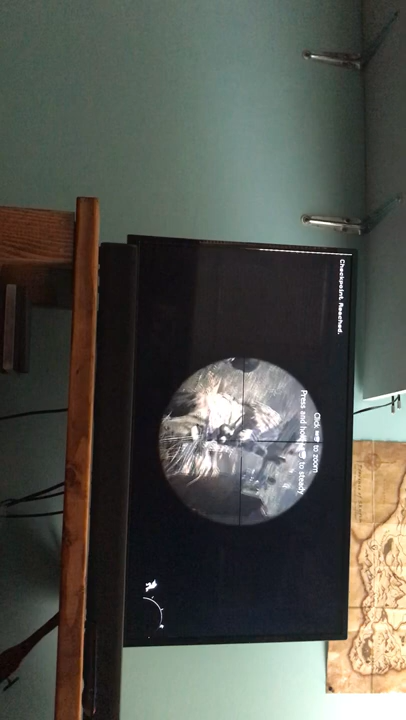 Checkpoint Reached.
Click to zoom
Press and hold to steady